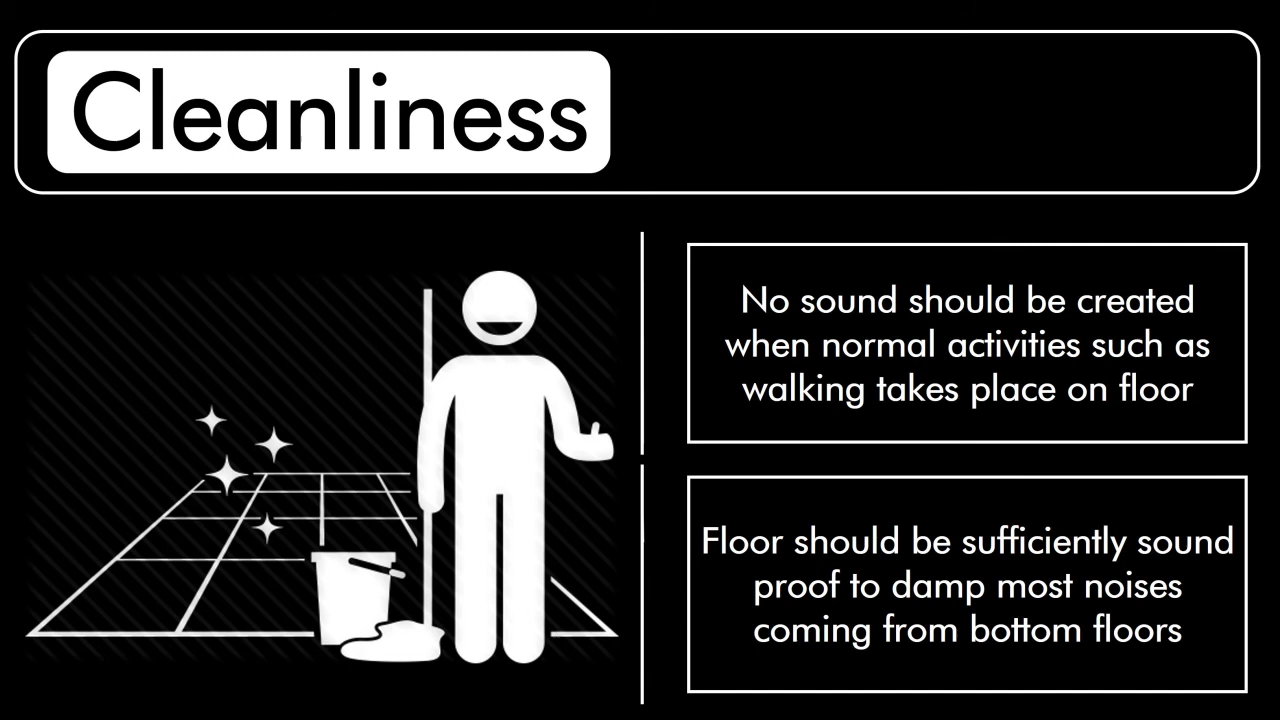 Cleanliness
No sound should be created
when normal activities such as
walking takes place on floor
Floor should be sufficiently sound
proof to damp most noises
coming from bottom floors